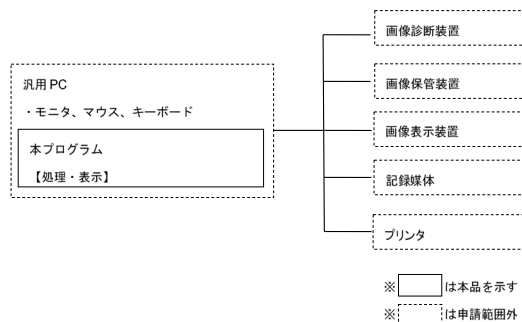 汎用 PC
・モニタ、マウス、キーボード
本プログラム
【処理・表示】
画像診断装置
画像保管装置
画像表示装置
記録媒体
プリンタ
※ は本品を示す
※ は申請範囲外